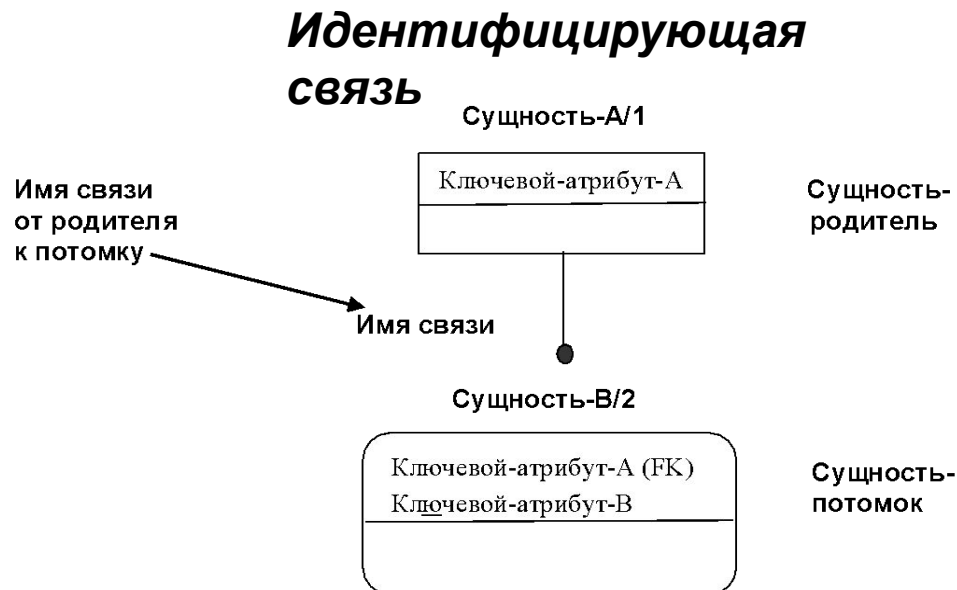 Идентифицирующая
связь
Сущность-A/1
Ключевой-атрибут-A
Имя связи
от родителя
к потомку
Сущность-
родитель
Имя связи
Сущность-B/2
Ключевой-атрибут-A (FK)
Ключевой-атрибут-B
Сущность-
потомок